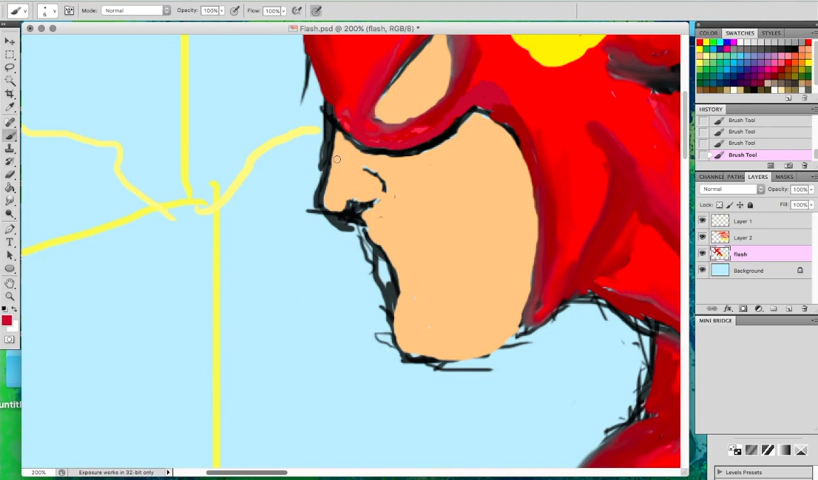 Mode: Normal Opacity: 100% Flow: 100%
Flash.psd @ 200% (flash, RGB/8) *
COLOR SWATCHES STYLES
HISTORY
Brush Tool
Brush Tool
Brush Tool
Brush Tool
CHANNE PATHS LAYERS MASKS
Normal Opacity: 100%
Lock: Fill: 100%
Layer 1
Layer 2
flash
Background
MINI BRIDGE
untitl
200% Exposure works in 32-bit only
Levels Presets